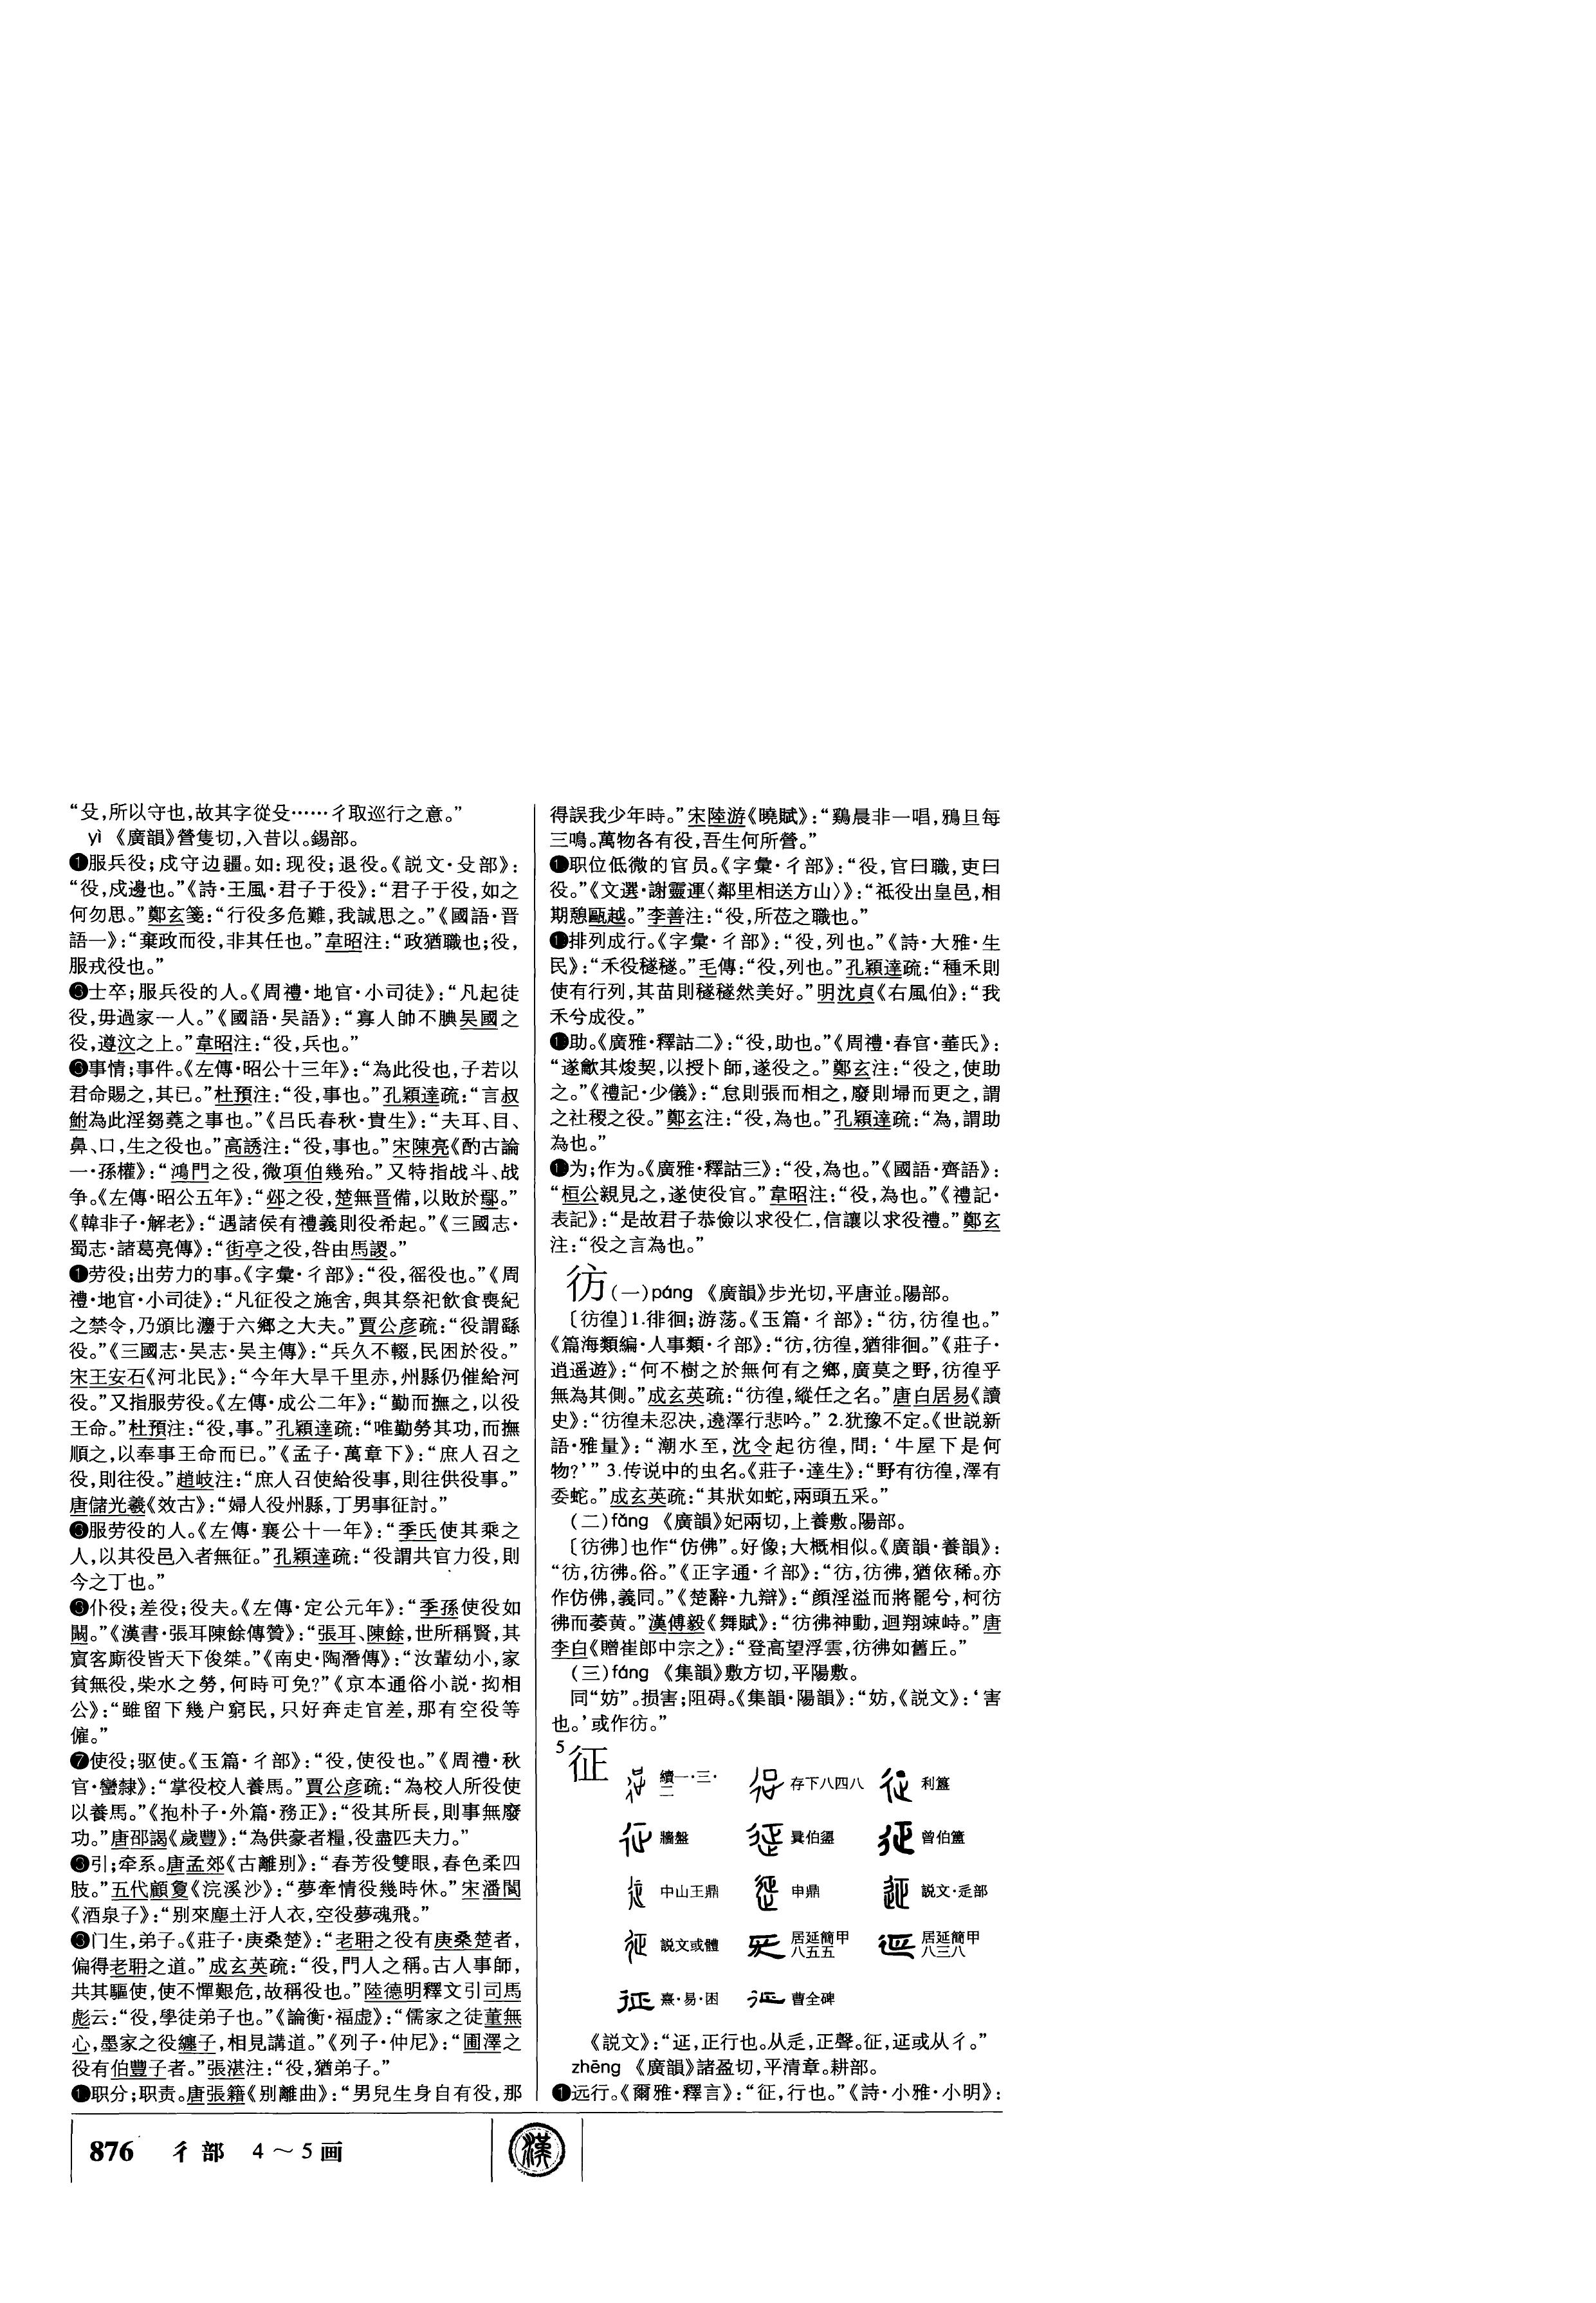 “殳，所以守也，故其字從殳……彳取巡行之意。”
yì 《廣韻》營隻切，入昔以。錫部。
❶服兵役；戍守边疆。如：现役；退役。《説文·殳部》：
“役，戍邊也。”《詩·王風·君子于役》：“君子于役，如之
何勿思。”鄭玄箋：“行役多危難，我誠思之。”《國語·晋
語一》：“棄政而役，非其任也。”韋昭注：“政猶職也；役，
服戎役也。”
❸士卒；服兵役的人。《周禮·地官·小司徒》：“凡起徒
役，毋過家一人。”《國語·吴語》：“寡人帥不腆吴國之
役，遵汶之上。”韋昭注：“役，兵也。”
❸事情；事件。《左傳·昭公十三年》：“為此役也，子若以
君命賜之，其已。”杜預注：“役，事也。”孔穎達疏：“言叔
鮒為此淫芻蕘之事也。”《吕氏春秋·貴生》：“夫耳、目、
鼻、口，生之役也。”高誘注：“役，事也。”宋陳亮《酌古論
一·孫權》：“鴻門之役，微項伯幾殆。”又特指战斗、战
争。《左傳·昭公五年》：“邲之役，楚無晋備，以敗於鄢。”
《韓非子·解老》：“遇諸侯有禮義則役希起。”《三國志·
蜀志·諸葛亮傳》：“街亭之役，咎由馬謖。”
❶劳役；出劳力的事。《字彙·彳部》：“役，徭役也。”《周
禮·地官·小司徒》：“凡征役之施舍，與其祭祀飲食喪紀
之禁令，乃頒比灋于六鄉之大夫。”賈公彦疏：“役謂繇
役。”《三國志·吴志·吴主傳》：“兵久不輟，民困於役。”
宋王安石《河北民》：“今年大旱千里赤，州縣仍催給河
役。”又指服劳役。《左傳·成公二年》：“勤而撫之，以役
王命。”杜預注：“役，事。”孔穎達疏：“唯勤勞其功，而撫
順之，以奉事王命而已。”《孟子·萬章下》：“庶人召之
役，則往役。”趙岐注：“庶人召使給役事，則往供役事。”
唐儲光羲《效古》：“婦人役州縣，丁男事征討。”
❸服劳役的人。《左傳·襄公十一年》：“季氏使其乘之
人，以其役邑入者無征。”孔穎達疏：“役謂共官力役，則
今之丁也。”
❸仆役；差役；役夫。《左傳·定公元年》：“季孫使役如
闞。”《漢書·張耳陳餘傳贊》：“張耳、陳餘，世所稱賢，其
賓客厮役皆天下俊桀。”《南史·陶潛傳》：“汝輩幼小，家
貧無役，柴水之勞，何時可免？”《京本通俗小説·拗相
公》：“雖留下幾户窮民，只好奔走官差，那有空役等
僱。”
❼使役；驱使。《玉篇·彳部》：“役，使役也。”《周禮·秋
官·蠻隸》：“掌役校人養馬。”賈公彦疏：“為校人所役使
以養馬。”《抱朴子·外篇·務正》：“役其所長，則事無廢
功。”唐邵謁《歲豐》：“為供豪者糧，役盡匹夫力。”
❸引；牵系。唐孟郊《古離别》：“春芳役雙眼，春色柔四
肢。”五代顧敻《浣溪沙》：“夢牽情役幾時休。”宋潘閬
《酒泉子》：“别來塵土汙人衣，空役夢魂飛。”
❸门生，弟子。《莊子·庚桑楚》：“老聃之役有庚桑楚者，
偏得老聃之道。”成玄英疏：“役，門人之稱。古人事師，
共其驅使，使不憚艱危，故稱役也。”陸德明釋文引司馬
彪云：“役，學徒弟子也。”《論衡·福虚》：“儒家之徒董無
心，墨家之役纏子，相見講道。”《列子·仲尼》：“圃澤之
役有伯豐子者。”張湛注：“役，猶弟子。”
❶职分；职责。唐張籍《别離曲》：“男兒生身自有役，那
得誤我少年時。”宋陸游《曉賦》：“鷄晨非一唱，鴉旦每
三鳴。萬物各有役，吾生何所營。”
❶职位低微的官员。《字彙·彳部》：“役，官曰職，吏曰
役。”《文選·謝靈運〈鄰里相送方山〉》：“祗役出皇邑，相
期憩甌越。”李善注：“役，所莅之職也。”
❶排列成行。《字彙·彳部》：“役，列也。”《詩·大雅·生
民》：“禾役穟穟。”毛傳：“役，列也。”孔穎達疏：“種禾則
使有行列，其苗則穟穟然美好。”明沈貞《右風伯》：“我
禾兮成役。”
❶助。《廣雅·釋詁二》：“役，助也。”《周禮·春官·菙氏》：
“遂龡其焌契，以授卜師，遂役之。”鄭玄注：“役之，使助
之。”《禮記·少儀》：“怠則張而相之，廢則埽而更之，謂
之社稷之役。”鄭玄注：“役，為也。”孔穎達疏：“為，謂助
為也。”
❶为；作为。《廣雅·釋詁三》：“役，為也。”《國語·齊語》：
“桓公親見之，遂使役官。”韋昭注：“役，為也。”《禮記·
表記》：“是故君子恭儉以求役仁，信讓以求役禮。”鄭玄
注：“役之言為也。”
彷(一)páng 《廣韻》步光切，平唐並。陽部。
〔彷徨〕1.徘徊；游荡。《玉篇·彳部》：“彷，彷徨也。”
《篇海類編·人事類·彳部》：“彷，彷徨，猶徘徊。”《莊子·
逍遥遊》：“何不樹之於無何有之鄉，廣莫之野，彷徨乎
無為其側。”成玄英疏：“彷徨，縱任之名。”唐白居易《讀
史》：“彷徨未忍决，遶澤行悲吟。” 2.犹豫不定。《世説新
語·雅量》：“潮水至，沈令起彷徨，問：‘牛屋下是何
物？’” 3.传说中的虫名。《莊子·達生》：“野有彷徨，澤有
委蛇。”成玄英疏：“其狀如蛇，兩頭五采。”
(二)fǎng 《廣韻》妃兩切，上養敷。陽部。
〔彷彿〕也作“仿佛”。好像；大概相似。《廣韻·養韻》：
“彷，彷彿。俗。”《正字通·彳部》：“彷，彷彿，猶依稀。亦
作仿佛，義同。”《楚辭·九辯》：“顔淫溢而將罷兮，柯彷
彿而萎黄。”漢傅毅《舞賦》：“彷彿神動，迴翔竦峙。”唐
李白《贈崔郎中宗之》：“登高望浮雲，彷彿如舊丘。”
(三)fáng 《集韻》敷方切，平陽敷。
同“妨”。损害；阻碍。《集韻·陽韻》：“妨，《説文》：‘害
也。’或作彷。”
5 征
續一·三·二 存下八四八 利簋
牆盤 㠱伯盨 曾伯簠
中山王鼎 申鼎 説文·辵部
説文或體 居延簡甲八五五 居延簡甲八三八
熹·易·困 曹全碑
《説文》：“𨒌，正行也。从辵，正聲。征，𨒌或从彳。”
zhēng 《廣韻》諸盈切，平清章。耕部。
❶远行。《爾雅·釋言》：“征，行也。”《詩·小雅·小明》：
876 彳部 4～5画
漢